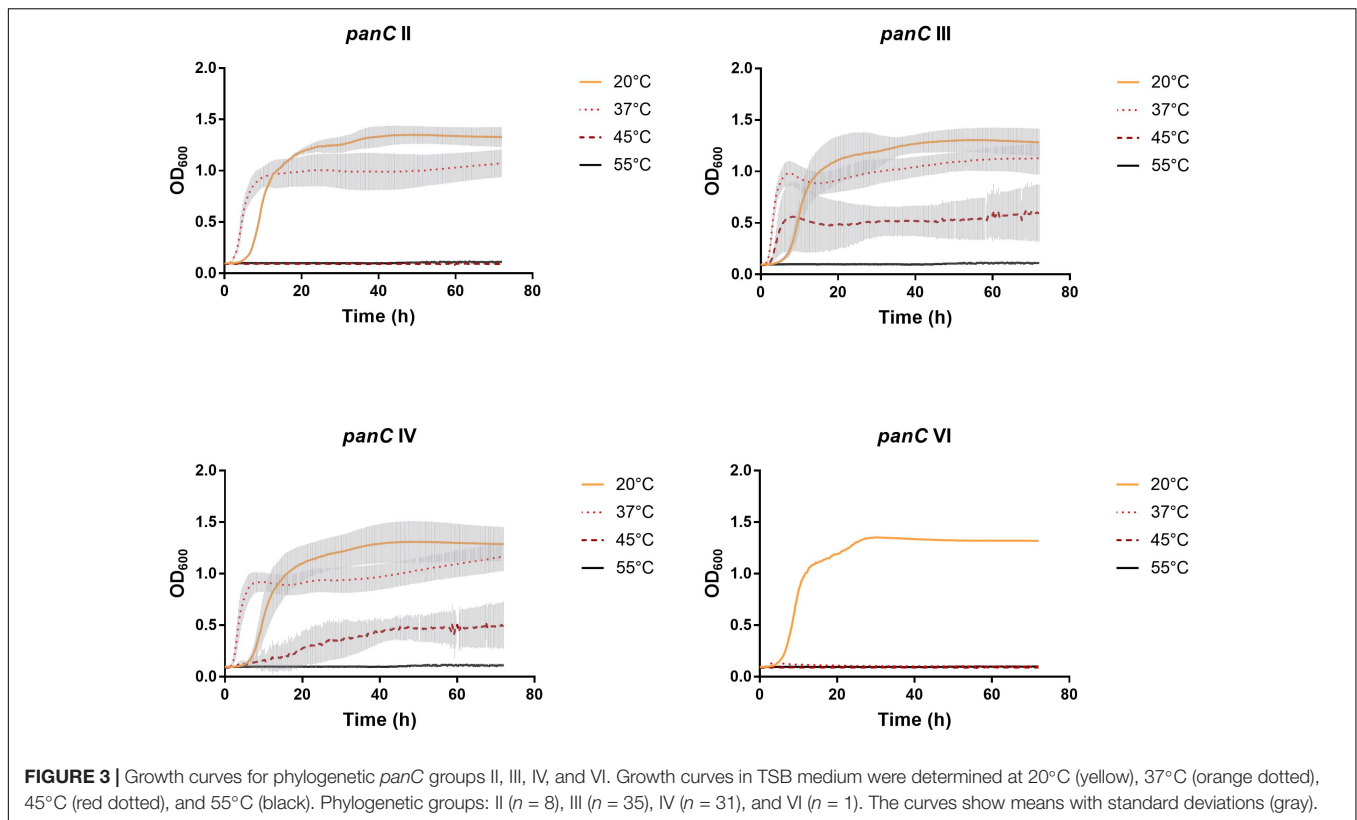 panC II
2.0
1.5
1.0
0.5
0.0
OD600
0
20
40
60
80
Time (h)
20°C
37°C
45°C
55°C
panC III
2.0
1.5
1.0
0.5
0.0
OD600
0
20
40
60
80
Time (h)
20°C
37°C
45°C
55°C
panC IV
2.0
1.5
1.0
0.5
0.0
OD600
0
20
40
60
80
Time (h)
20°C
37°C
45°C
55°C
panC VI
2.0
1.5
1.0
0.5
0.0
OD600
0
20
40
60
80
Time (h)
20°C
37°C
45°C
55°C
FIGURE 3 | Growth curves for phylogenetic panC groups II, III, IV, and VI. Growth curves in TSB medium were determined at 20°C (yellow), 37°C (orange dotted),
45°C (red dotted), and 55°C (black). Phylogenetic groups: II (n = 8), III (n = 35), IV (n = 31), and VI (n = 1). The curves show means with standard deviations (gray).